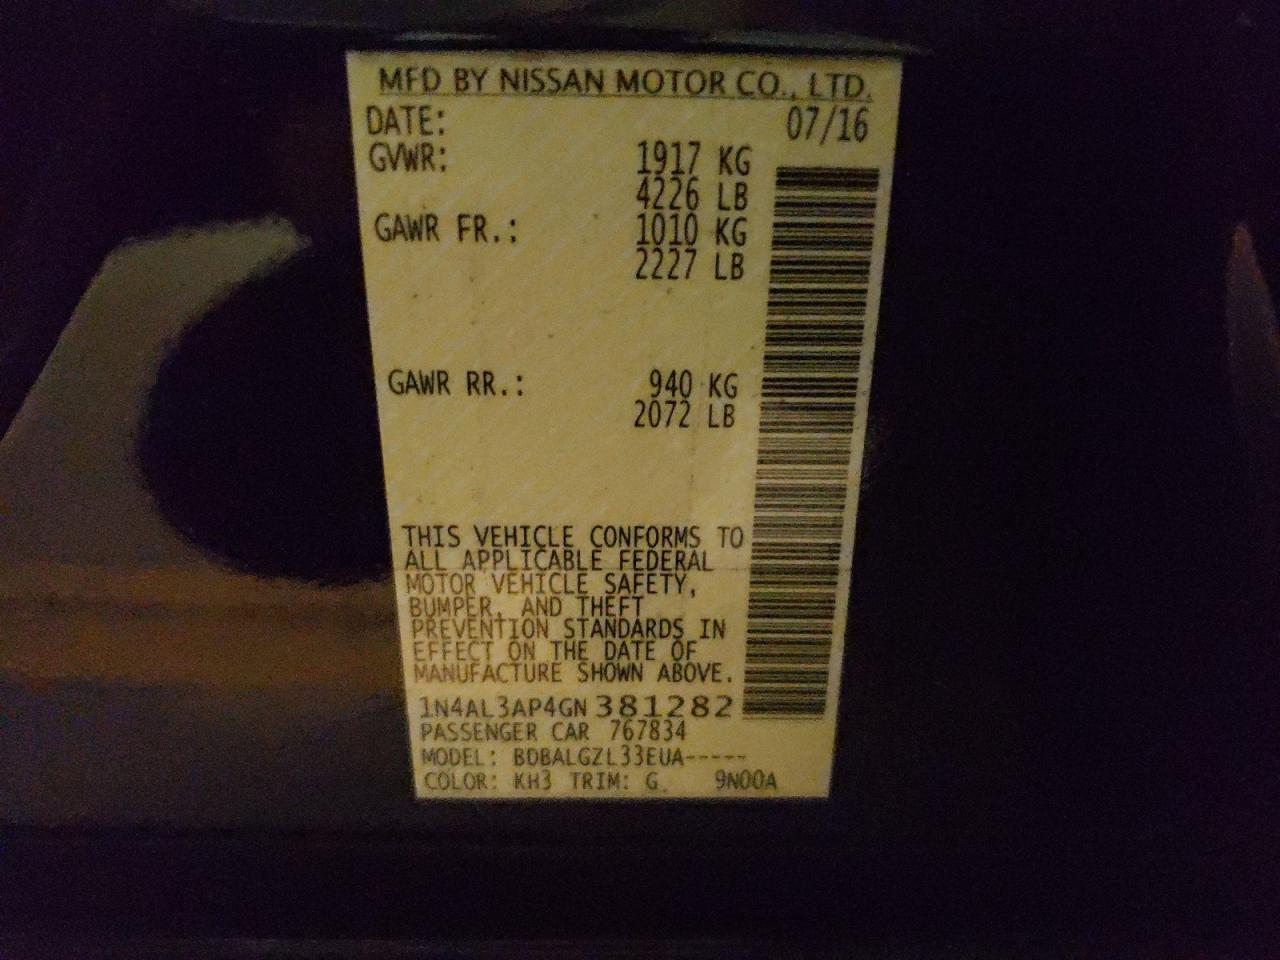 MFD BY NISSAN MOTOR CO., LTD.
DATE: 07/16
GVWR: 1917 KG
4226 LB
GAWR FR.: 1010 KG
2227 LB
GAWR RR.: 940 KG
2072 LB
THIS VEHICLE CONFORMS TO
ALL APPLICABLE FEDERAL
MOTOR VEHICLE SAFETY,
BUMPER, AND THEFT
PREVENTION STANDARDS IN
EFFECT ON THE DATE OF
MANUFACTURE SHOWN ABOVE.
1N4AL3AP4GN 381282
PASSENGER CAR 767834
MODEL: BDBALGZL33EUA-----
COLOR: KH3 TRIM: G 9N00A